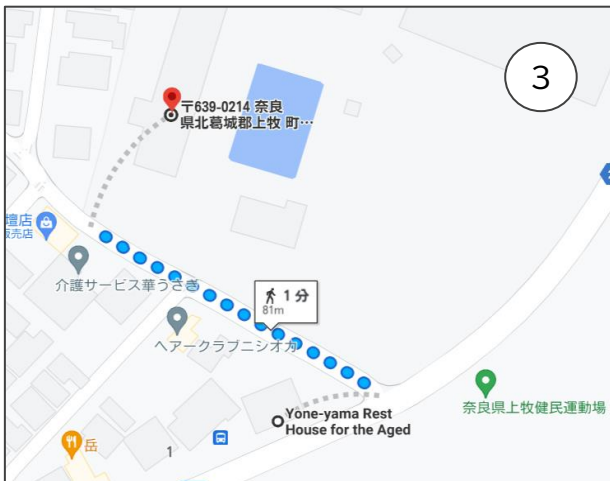 3
〒639-0214 奈良
県北葛城郡上牧 町…
壇店
販売店
介護サービス華うさぎ
1 分
81m
ヘアークラブニシオカ
奈良県上牧健民運動場
Yone-yama Rest
House for the Aged
岳
1